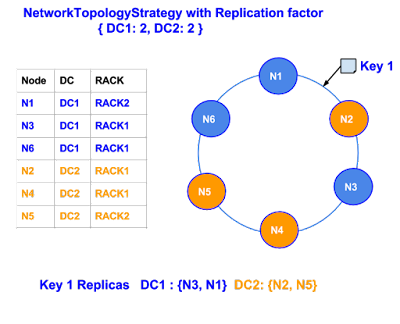 NetworkTopologyStrategy with Replication factor
{ DC1: 2, DC2: 2 }
Key 1
Node DC RACK
N1 DC1 RACK2
N3 DC1 RACK1
N6 DC1 RACK1
N2 DC2 RACK1
N4 DC2 RACK1
N5 DC2 RACK2
N1
N2
N3
N4
N5
N6
Key 1 Replicas DC1 : {N3, N1} DC2: {N2, N5}